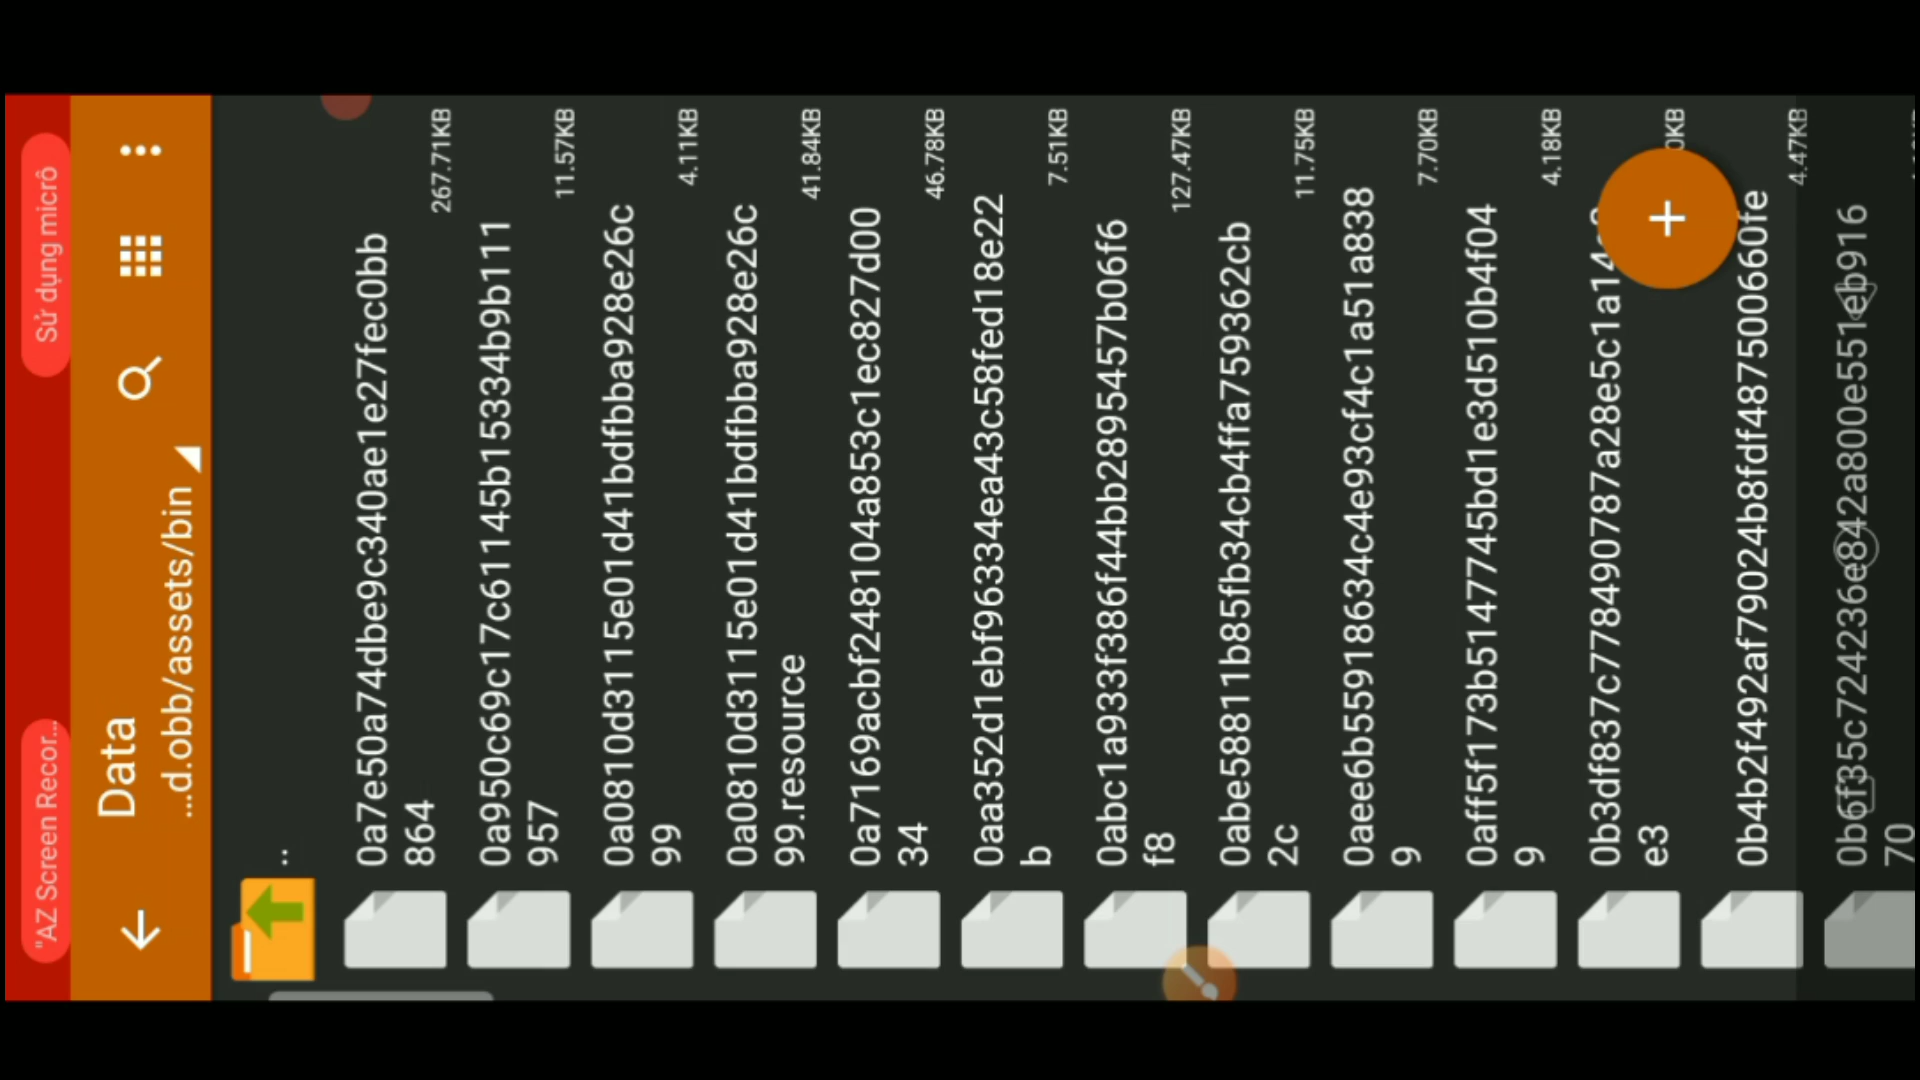 "AZ Screen Recor...
Sử dụng micrô
Data
...d.obb/assets/bin
..
0a7e50a74dbe9c340ae1e27fec0bb
864
267.71KB
0a950c69c17c61145b15334b9b111
957
11.57KB
0a0810d3115e01d41bdfbba928e26c
99
4.11KB
0a0810d3115e01d41bdfbba928e26c
99.resource
41.84KB
0a7169acbf248104a853c1ec827d00
34
46.78KB
0aa352d1ebf96334ea43c58fed18e22
b
7.51KB
0abc1a933f386f44bb2895457b06f6
f8
127.47KB
0abe58811b85fb34cb4ffa759362cb
2c
11.75KB
0aee6b55918634c4e93cf4c1a51a838
9
7.70KB
0aff5f173b5147745bd1e3d510b4f04
9
4.18KB
e3
0b4b2f492af79024b8fdf487500660fe
4.47KB
0b6f35c724236e842a800e551eb916
70